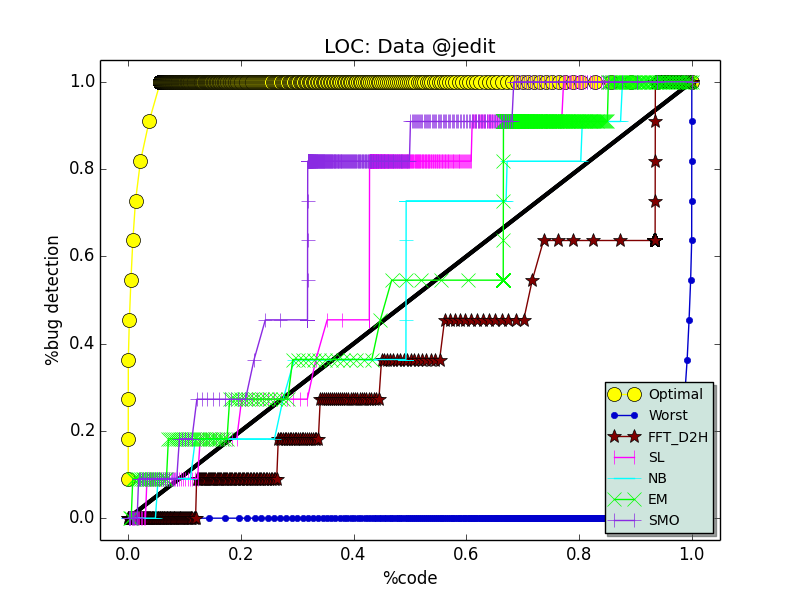 LOC: Data @jedit
1.0
0.8
0.6
0.4
0.2
0.0
%bug detection
0.0 0.2 0.4 0.6 0.8 1.0
%code
Optimal
Worst
FFT_D2H
SL
NB
EM
SMO